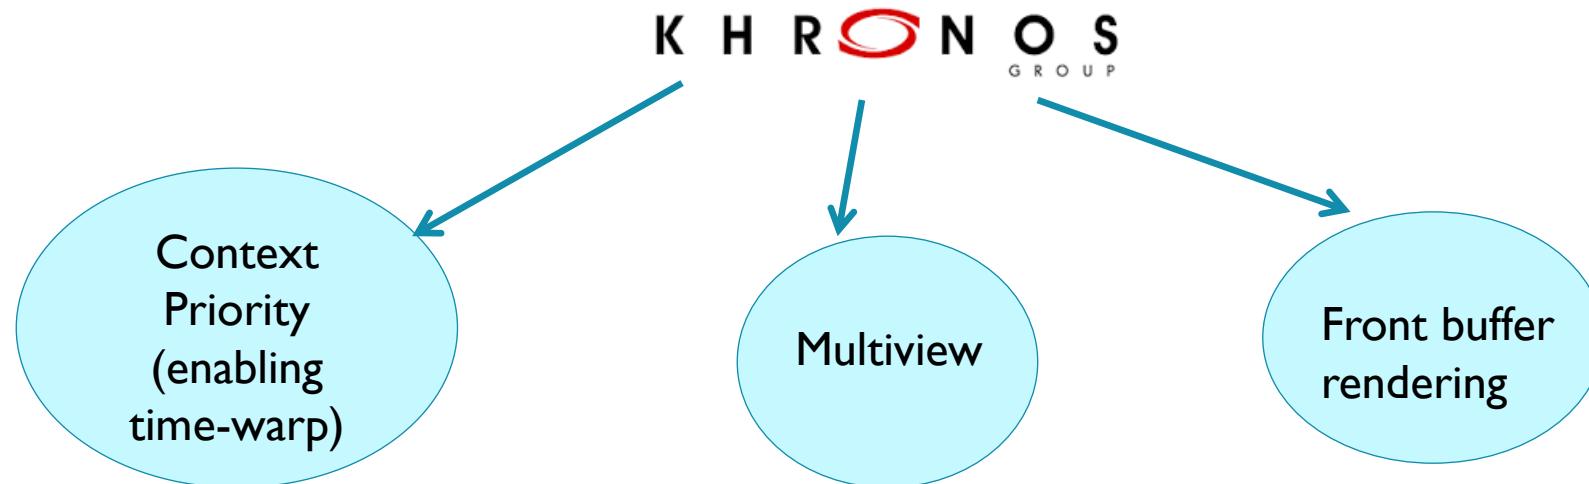 KHRONOS
GROUP
Context
Priority
(enabling
time-warp)
Multiview
Front buffer
rendering